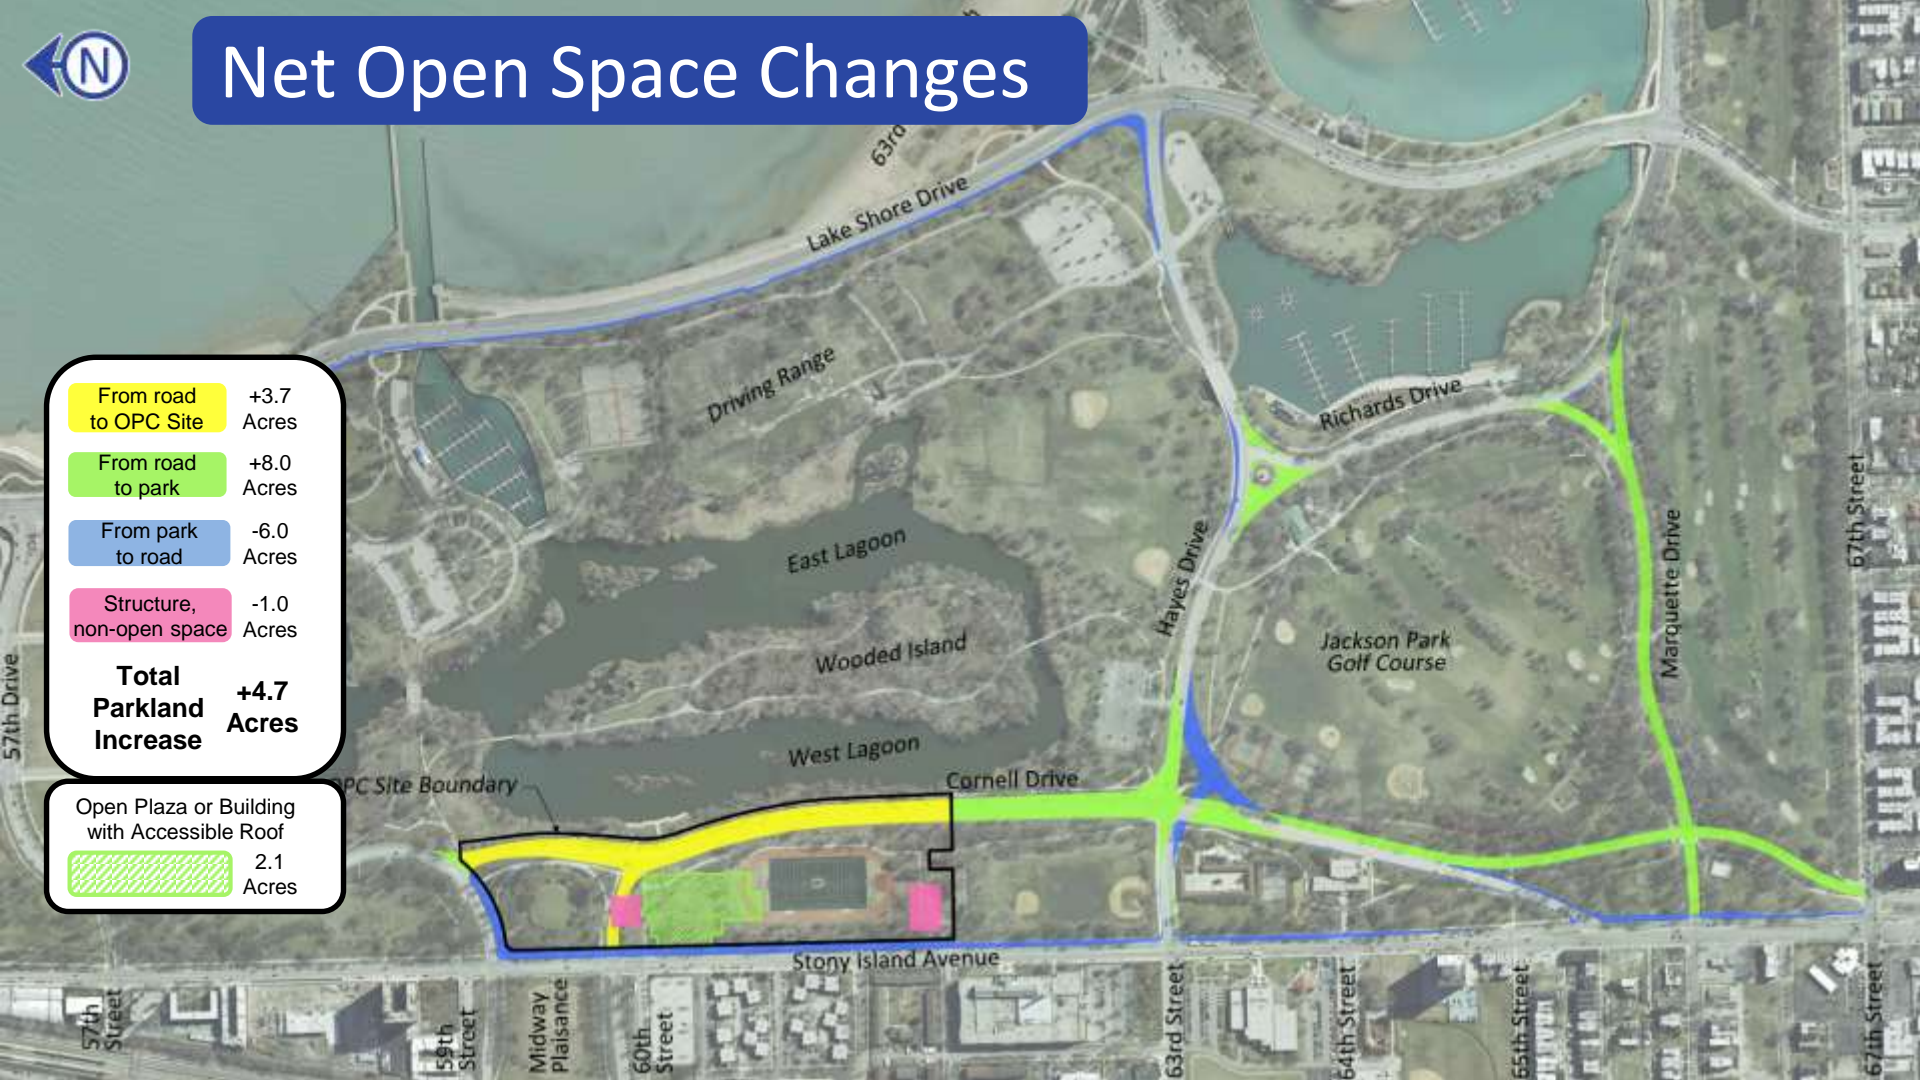 N
Net Open Space Changes
63rd
Lake Shore Drive
Driving Range
Richards Drive
From road
to OPC Site
+3.7
Acres
From road
to park
+8.0
Acres
From park
to road
-6.0
Acres
Structure,
non-open space
-1.0
Acres
Total
Parkland
Increase
+4.7
Acres
Open Plaza or Building
with Accessible Roof
2.1
Acres
57th Drive
East Lagoon
Wooded Island
West Lagoon
Hayes Drive
Jackson Park
Golf Course
Marquette Drive
67th Street
PC Site Boundary
Cornell Drive
Stony Island Avenue
57th
Street
59th
Street
Midway
Plaisance
60th
Street
63rd Street
64th Street
65th Street
67th Street